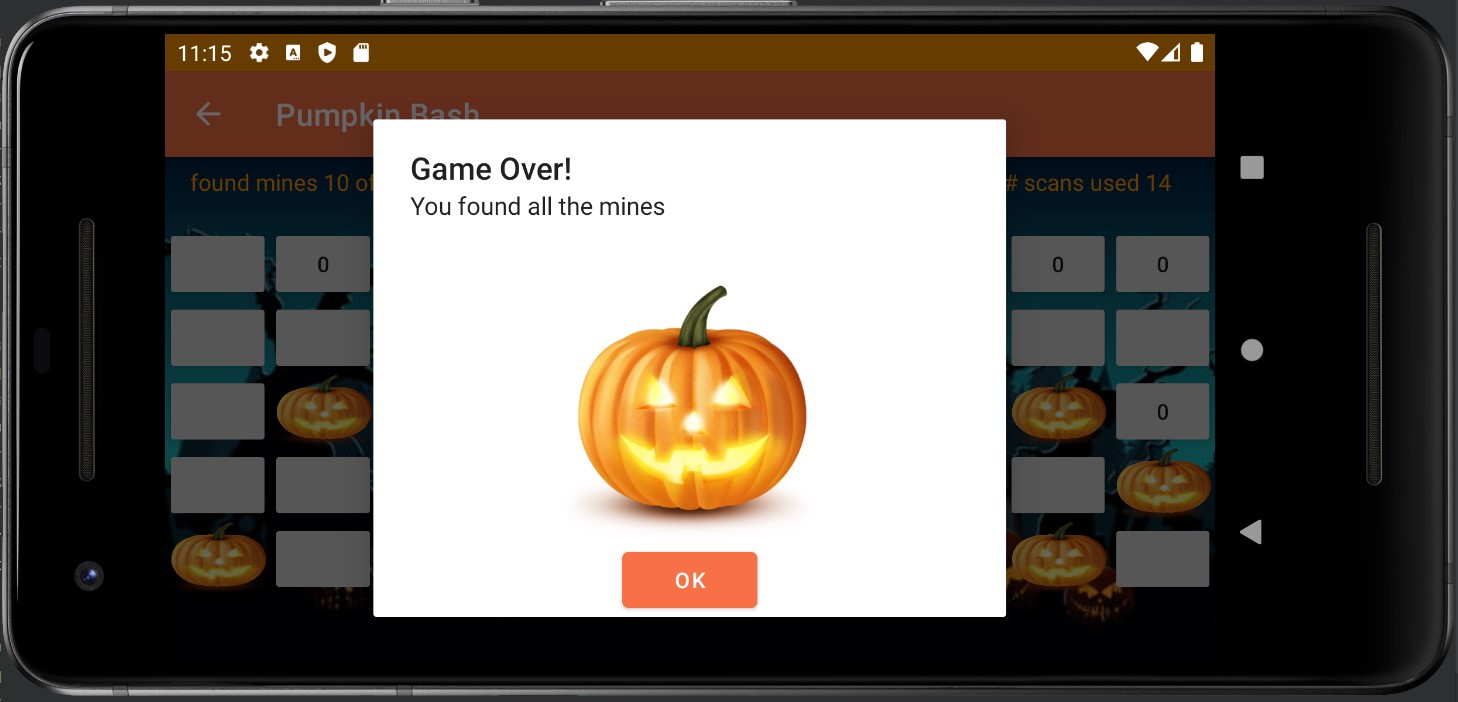 11:15
Pumpkin Bash
found mines 10 of
# scans used 14
Game Over!
You found all the mines
0
0
0
0
OK